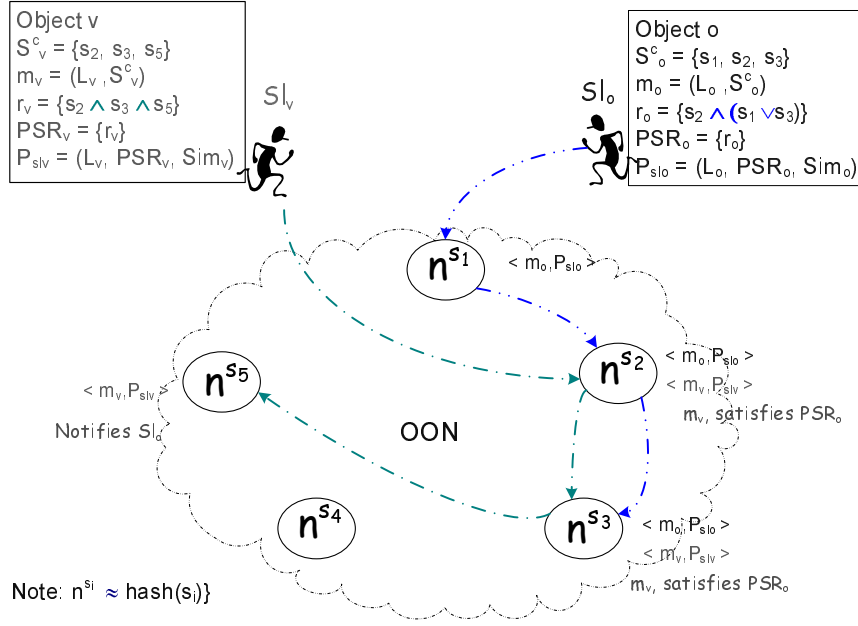 Object v
S^c_v = {s₂, s₃, s₅}
m_v = (L_v ,S^c_v)
r_v = {s₂ ∧ s₃ ∧ s₅}
PSR_v = {r_v}
P_slv = (L_v, PSR_v, Sim_v)
Sl_v
Sl_o
Object o
S^c_o = {s₁, s₂, s₃}
m_o = (L_o ,S^c_o)
r_o = {s₂ ∧ (s₁ ∨s₃)}
PSR_o = {r_o}
P_slo = (L_o, PSR_o, Sim_o)
n^s₁
< m_o,P_slo >
n^s₂
< m_o,P_slo >
< m_v,P_slv >
m_v, satisfies PSR_o
n^s₅
< m_v,P_slv >
Notifies Sl_o
OON
n^s₄
n^s₃
< m_o,P_slo >
< m_v,P_slv >
m_v, satisfies PSR_o
Note: n^s_i ≈ hash(s_i)}